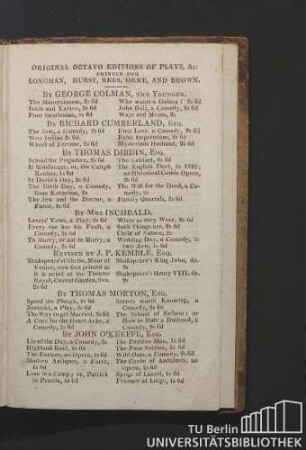 ORIGINAL OCTAVO EDITIONS OF PLAYS, &c.
PRINTED FOR
LONGMAN, HURST, REES, ORME, AND BROWN.
By GEORGE COLMAN, THE YOUNGER.
The Mountaineers, 2s 6d
Inkle and Yarico, 2s 6d
Poor Gentleman, 2s 6d
Who wants a Guinea? 2s 6d
John Bull, a Comedy, 2s 6d
Ways and Means, 2s
By RICHARD CUMBERLAND, ESQ.
The Jew, a Comedy, 2s 6d
West Indian
Wheel of Fortune, 2s 6d
First Love, a Comedy, 2s 6d
False Impressions, 2s 6d
Mysterious Husband, 2s 6d
By THOMAS DIBDIN, ESQ.
School for Prejudice, 2s 6d
Il Bondocani; or, the Caliph
Robber, 1s 6d
St David's Day, 1s 6d
The Birth Day, a Comedy,
from Kotzebue, 2s
The Jew and the Doctor, a
Farce, 1s 6d
The Cabinet, 2s 6d
The English Fleet, in 1342;
an Historical Comic Opera,
2s 6d
The Will for the Deed, a Comedy, 2s
Family Quarrels, 2s 6d
By MRS INCHBALD.
Lovers' Vows, a Play, 2s 6d
Every one has his Fault, a
Comedy, 2s 6d
To Marry, or not to Marry, a
Comedy, 2s 6d
Wives as they Were, 2s 6d
Such Things are, 2s 6d
Child of Nature, 2s
Wedding Day, a Comedy, in
two Acts, 1s 6d
REVISED BY J. P. KEMBLE, ESQ.
Shakspeare's Othello, Moor of
Venice, now first printed as
it is acted at the Theatre
Royal, Covent Garden,
2s 6d
Shakspeare's King John, 2s
Shakspeare's Henry VIII. 2s
By THOMAS MORTON, ESQ.
Speed the Plough, 2s 6d
Zorinski, a Play, 2s 6d
The Way to get Married, 2s 6d
A Cure for the Heart Ache, a
Comedy, 2s 6d
Secrets worth Knowing, a
Comedy, 2s 6d
The School of Reform; or
How to Rule a Husband, a
Comedy, 2s 6d
By JOHN O'KEEFFE, ESQ.
Lie of the Day, a Comedy, 2s
Highland Reel, 2s 6d
The Farmer, an Opera, 1s 6d
Modern Antiques, a Farce,
1s 6d
Love in a Camp; or, Patrick
in Prussia, 1s 6d
The Positive Man, 1s 6d
The Poor Soldier, 1s 6d
Wild Oats, a Comedy, 2s 6d
The Castle of Andalusia, an
Opera, 2s 6d
Sprigs of Laurel, 1s 6d
Prisoner at Large, 1s 6d
TU Berlin
UNIVERSITÄTSBIBLIOTHEK